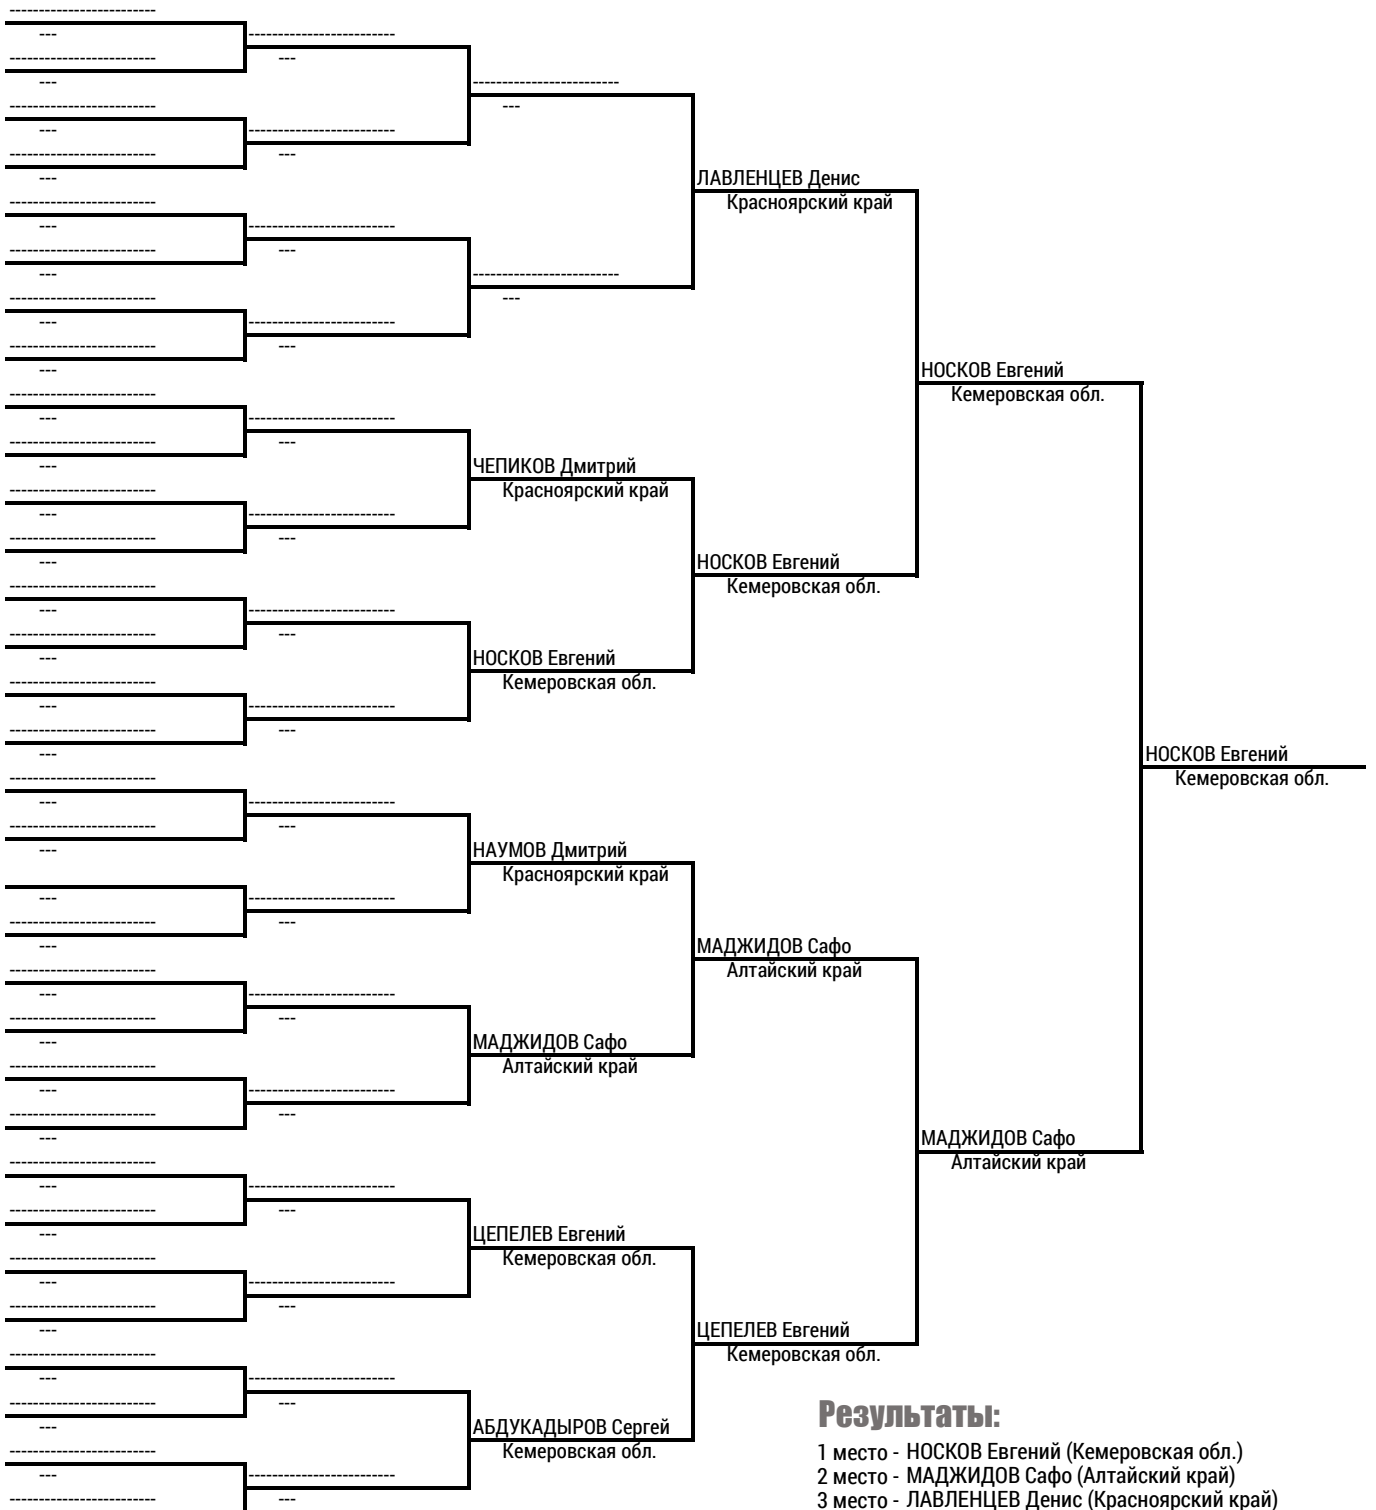 ЛАВЛЕНЦЕВ Денис
Красноярский край
НОСКОВ Евгений
Кемеровская обл.
ЧЕПИКОВ Дмитрий
Красноярский край
НОСКОВ Евгений
Кемеровская обл.
НОСКОВ Евгений
Кемеровская обл.
НОСКОВ Евгений
Кемеровская обл.
НАУМОВ Дмитрий
Красноярский край
МАДЖИДОВ Сафо
Алтайский край
МАДЖИДОВ Сафо
Алтайский край
МАДЖИДОВ Сафо
Алтайский край
ЦЕПЕЛЕВ Евгений
Кемеровская обл.
ЦЕПЕЛЕВ Евгений
Кемеровская обл.
АБДУКАДЫРОВ Сергей
Кемеровская обл.
Результаты:
1 место - НОСКОВ Евгений (Кемеровская обл.)
2 место - МАДЖИДОВ Сафо (Алтайский край)
3 место - ЛАВЛЕНЦЕВ Денис (Красноярский край)